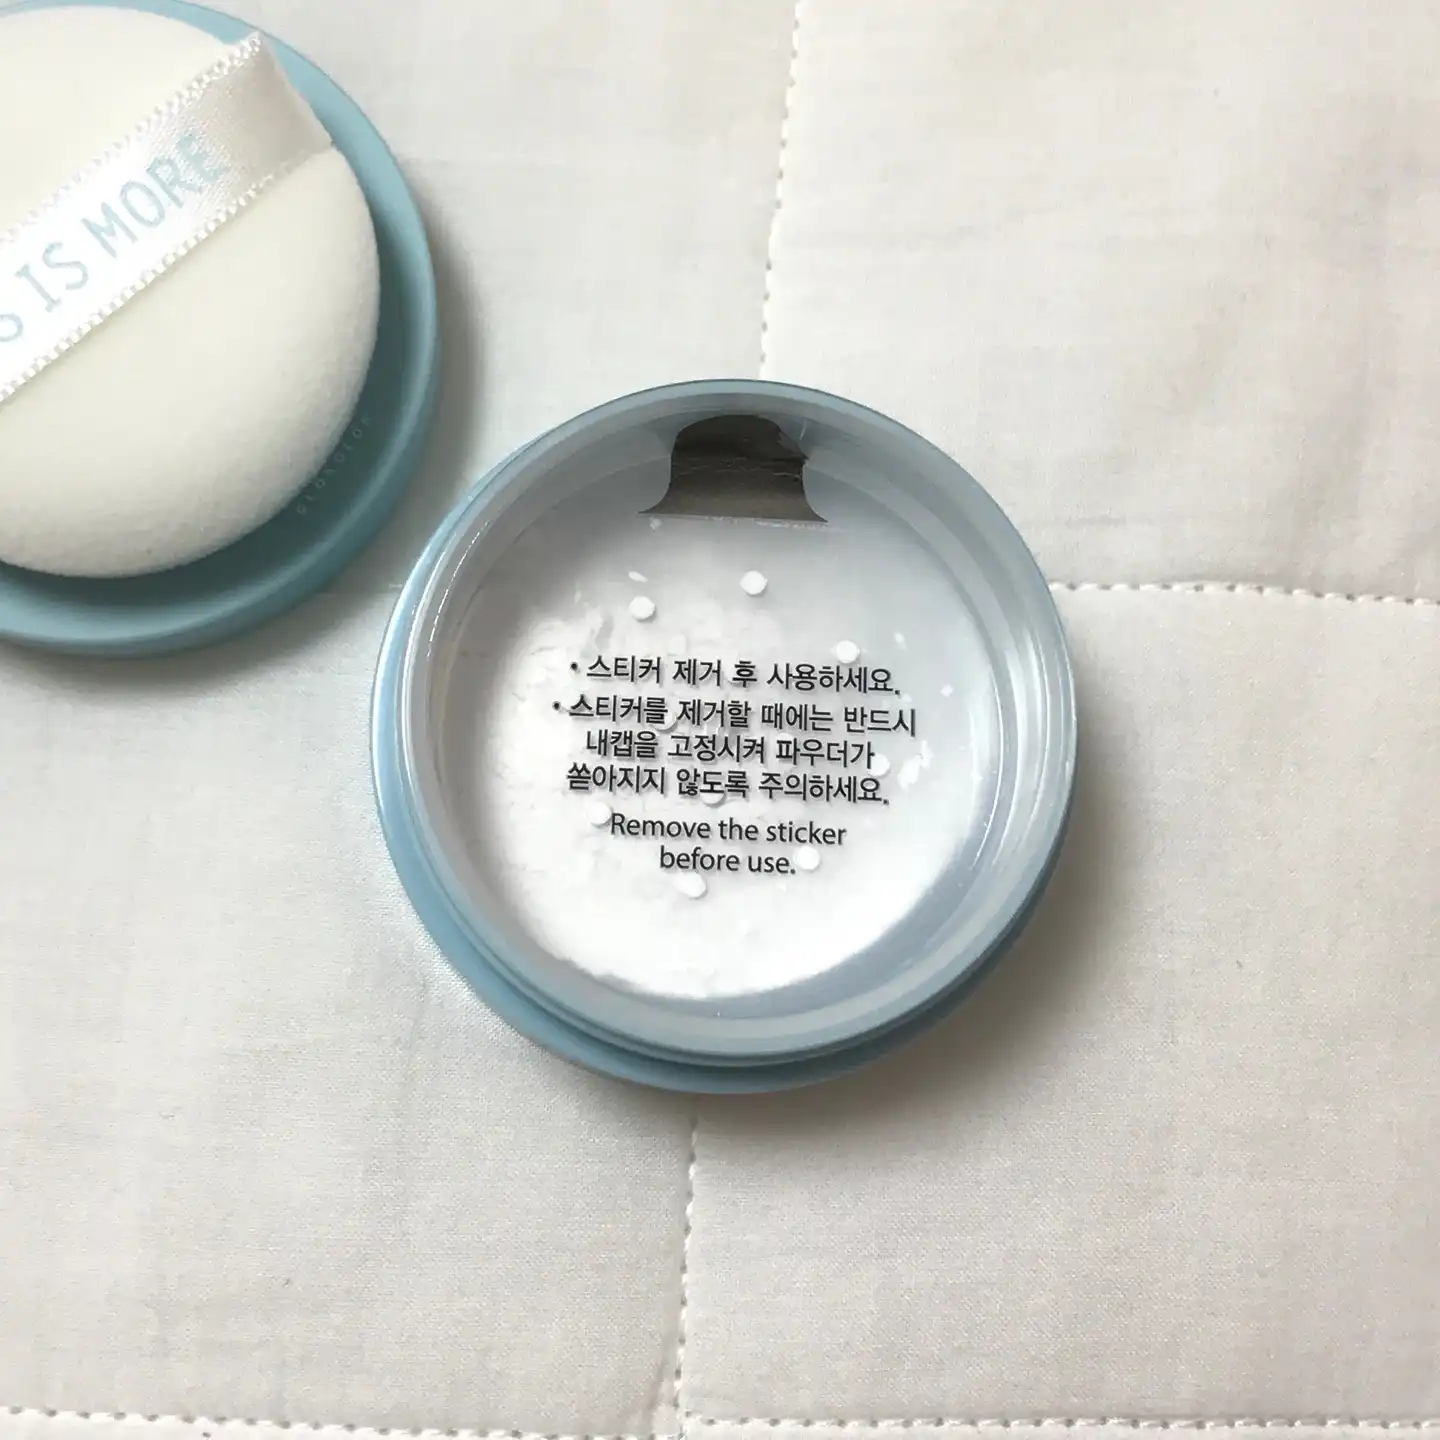 S IS MORE
• 스티커 제거 후 사용하세요.
• 스티커를 제거할 때에는 반드시
내캡을 고정시켜 파우더가
쏟아지지 않도록 주의하세요.
Remove the sticker
before use.